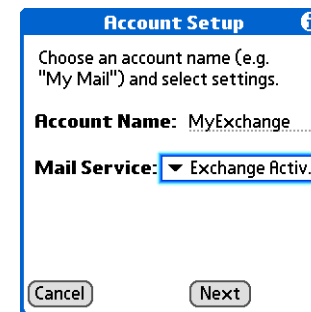 Account Setup
Choose an account name (e.g.
"My Mail") and select settings.
Account Name: MyExchange
Mail Service: Exchange Activ.
Cancel Next